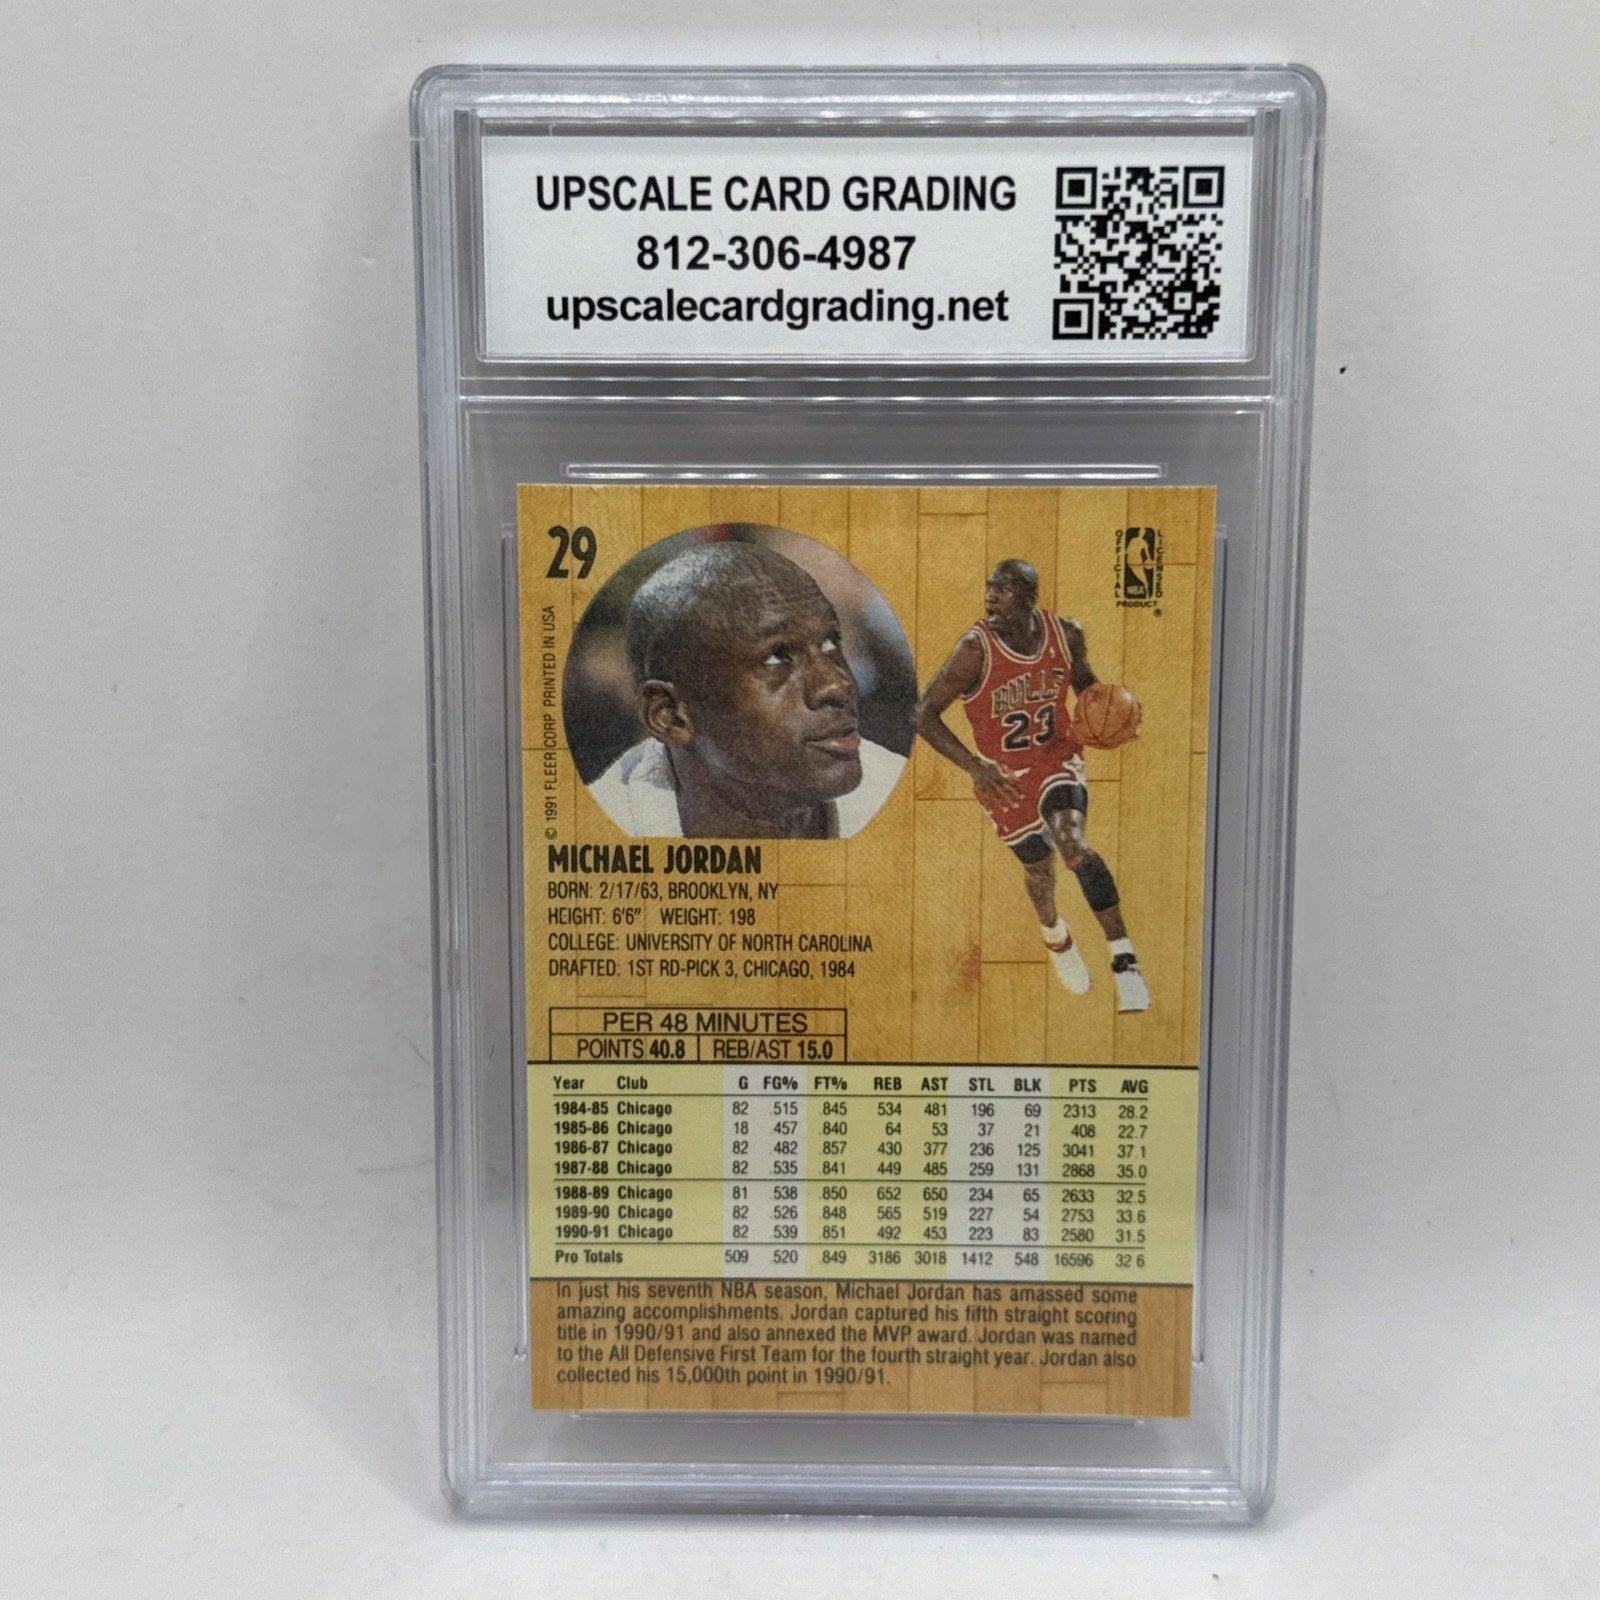 UPSCALE CARD GRADING
812-306-4987
upscalecardgrading.net
29
OFFICIAL LICENSED
NBA
PRODUCT ®
© 1991 FLEER CORP PRINTED IN USA
BULLS
23
MICHAEL JORDAN
BORN: 2/17/63, BROOKLYN, NY
HEIGHT: 6'6" WEIGHT: 198
COLLEGE: UNIVERSITY OF NORTH CAROLINA
DRAFTED: 1ST RD-PICK 3, CHICAGO, 1984
PER 48 MINUTES
POINTS 40.8 REB/AST 15.0
Year Club G FG% FT% REB AST STL BLK PTS AVG
1984-85 Chicago 82 .515 .845 534 481 196 69 2313 28.2
1985-86 Chicago 18 .457 .840 64 53 37 21 408 22.7
1986-87 Chicago 82 .482 .857 430 377 236 125 3041 37.1
1987-88 Chicago 82 .535 .841 449 485 259 131 2868 35.0
1988-89 Chicago 81 .538 .850 652 650 234 65 2633 32.5
1989-90 Chicago 82 .526 .848 565 519 227 54 2753 33.6
1990-91 Chicago 82 .539 .851 492 453 223 83 2580 31.5
Pro Totals 509 .520 .849 3186 3018 1412 548 16596 32.6
In just his seventh NBA season, Michael Jordan has amassed some
amazing accomplishments. Jordan captured his fifth straight scoring
title in 1990/91 and also annexed the MVP award. Jordan was named
to the All Defensive First Team for the fourth straight year. Jordan also
collected his 15,000th point in 1990/91.